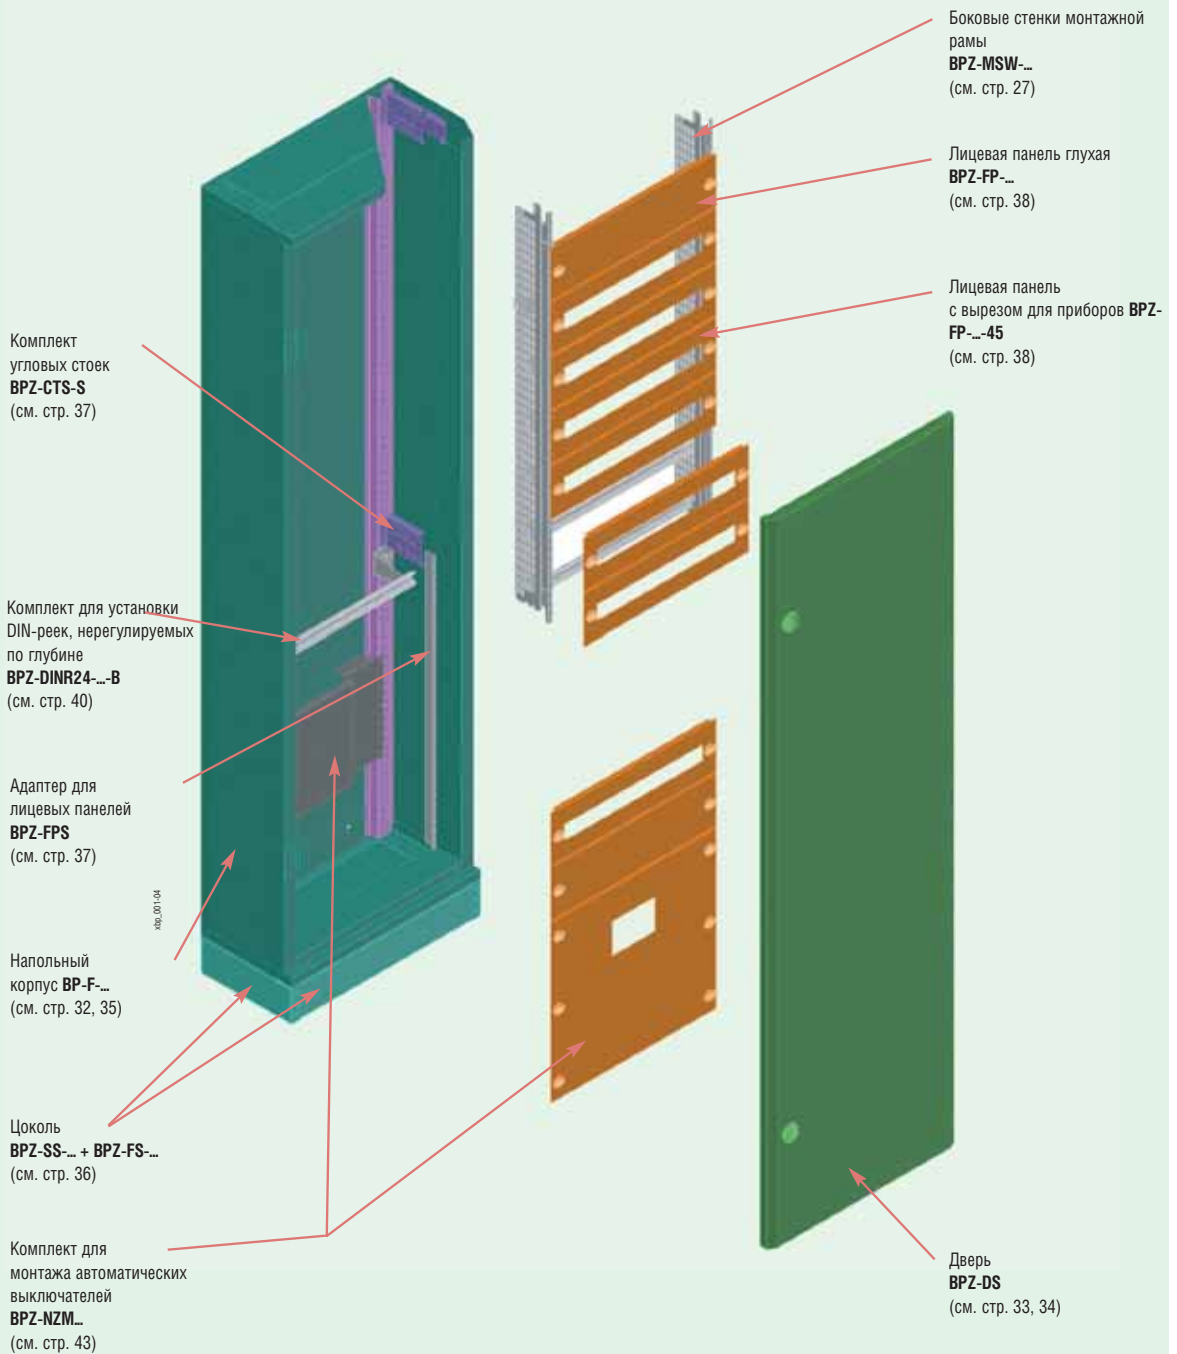 Боковые стенки монтажной
рамы
BPZ-MSW-...
(см. стр. 27)
Лицевая панель глухая
BPZ-FP-...
(см. стр. 38)
Лицевая панель
с вырезом для приборов BPZ-
FP-...-45
(см. стр. 38)
Комплект
угловых стоек
BPZ-CTS-S
(см. стр. 37)
Комплект для установки
DIN-реек, нерегулируемых
по глубине
BPZ-DINR24-...-B
(см. стр. 40)
Адаптер для
лицевых панелей
BPZ-FPS
(см. стр. 37)
xbp_001-04
Напольный
корпус BP-F-...
(см. стр. 32, 35)
Цоколь
BPZ-SS-... + BPZ-FS-...
(см. стр. 36)
Комплект для
монтажа автоматических
выключателей
BPZ-NZM...
(см. стр. 43)
Дверь
BPZ-DS
(см. стр. 33, 34)